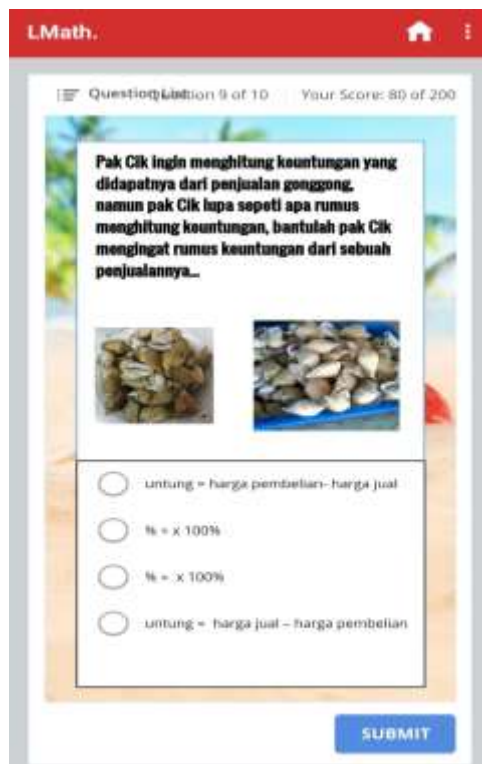 LMath.
Question 9 of 10
Your Score: 80 of 200
Pak Cik ingin menghitung keuntungan yang
didapatnya dari penjualan gonggong,
namun pak Cik lupa sepeti apa rumus
menghitung keuntungan, bantulah pak Cik
mengingat rumus keuntungan dari sebuah
penjualannya...
untung = harga pembelian- harga jual
% = x 100%
% = x 100%
untung = harga jual – harga pembelian
SUBMIT